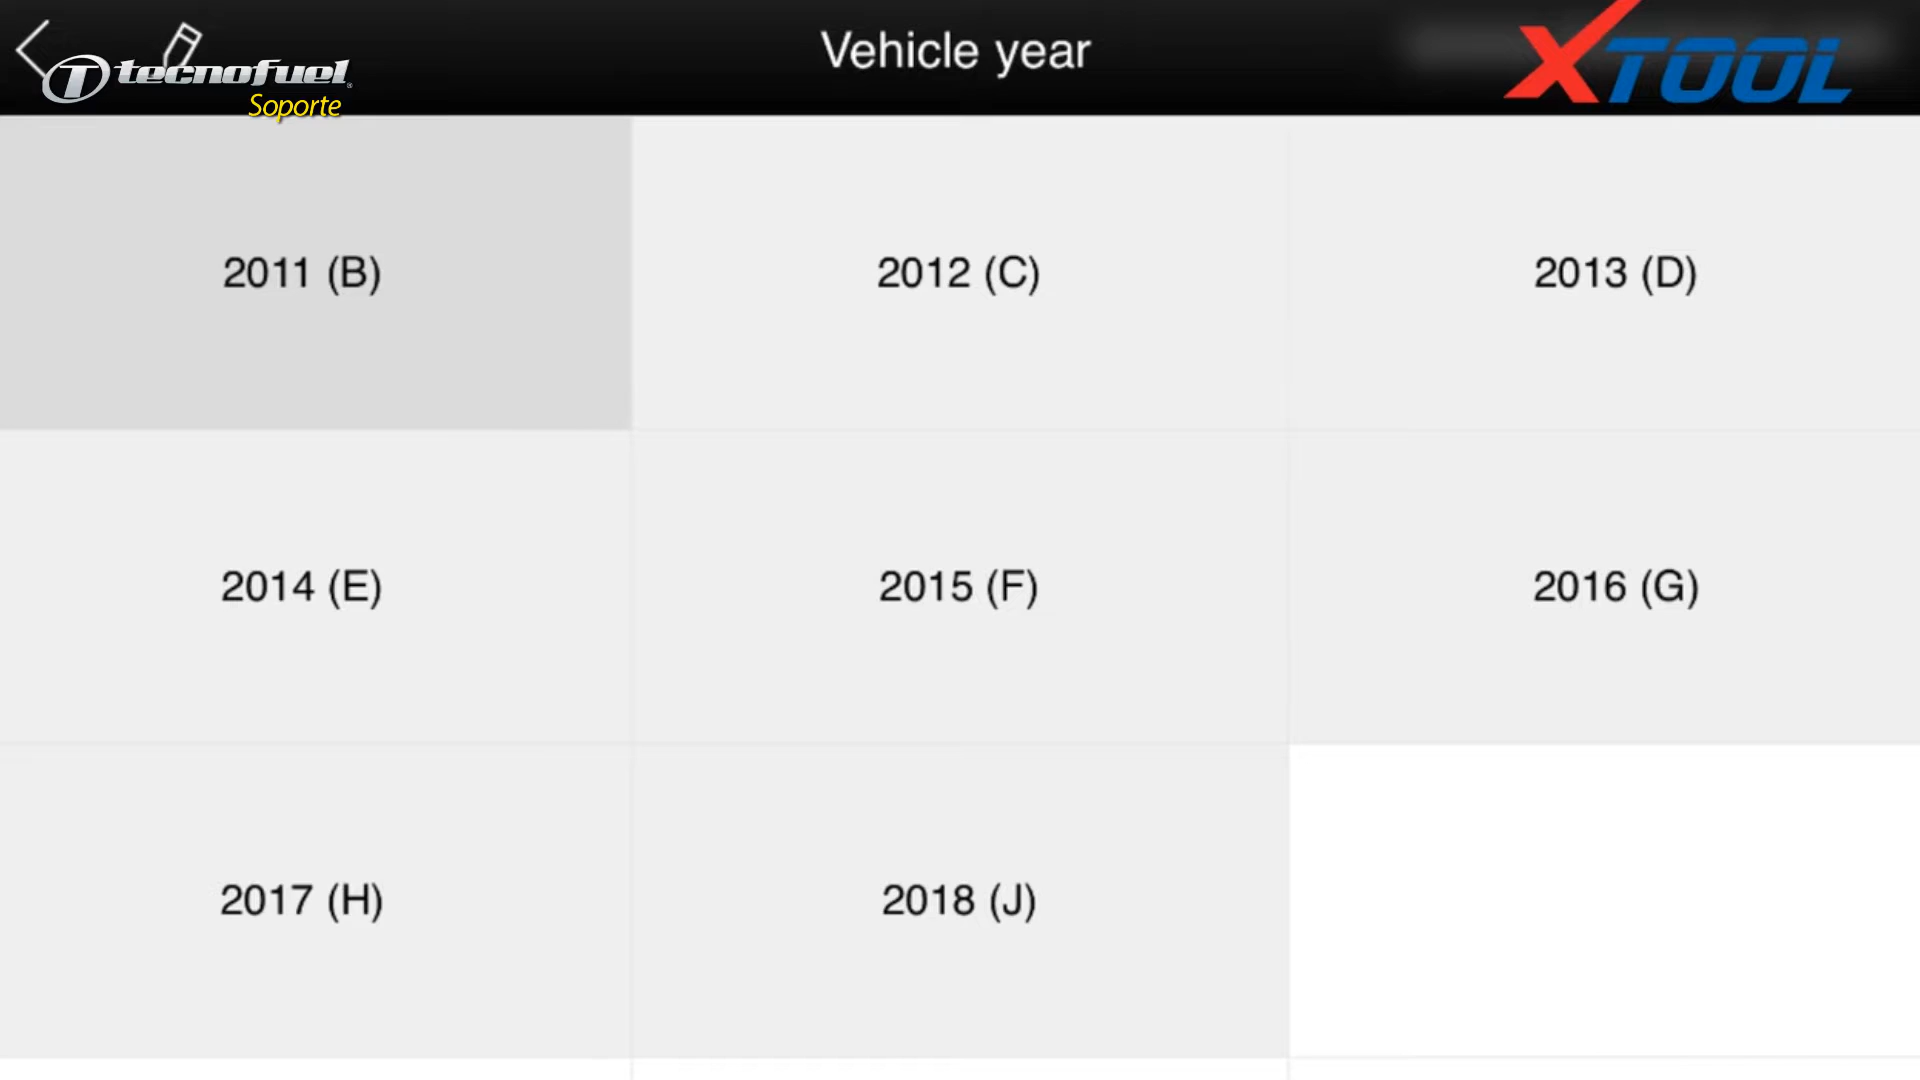 Vehicle year
tecnofuel
Soporte
XTOOL
2011 (B)
2012 (C)
2013 (D)
2014 (E)
2015 (F)
2016 (G)
2017 (H)
2018 (J)